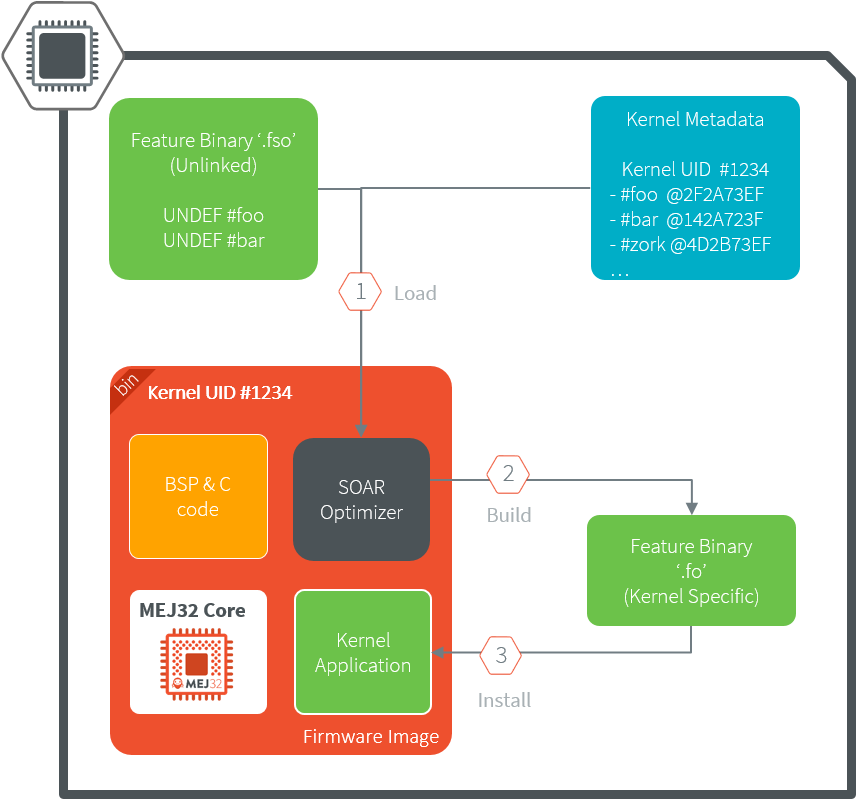 Feature Binary ‘.fso’
(Unlinked)
UNDEF #foo
UNDEF #bar
Kernel Metadata
Kernel UID #1234
- #foo @2F2A73EF
- #bar @142A723F
- #zork @4D2B73EF
...
1
Load
bin
Kernel UID #1234
BSP & C
code
SOAR
Optimizer
2
Build
Feature Binary
‘.fo’
(Kernel Specific)
MEJ32 Core
MEJ32
Kernel
Application
3
Install
Firmware Image